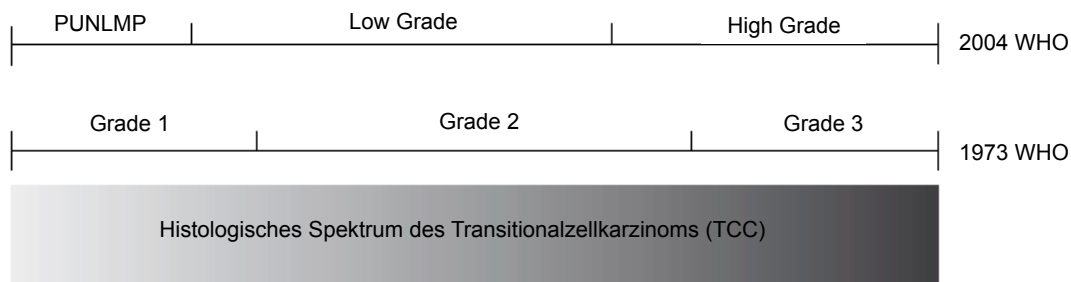 PUNLMP Low Grade High Grade 2004 WHO
Grade 1 Grade 2 Grade 3 1973 WHO
Histologisches Spektrum des Transitionalzellkarzinoms (TCC)